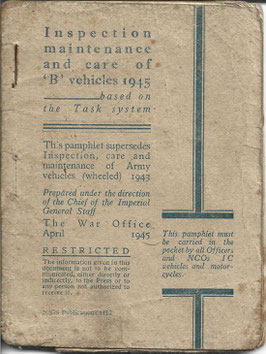 Inspection
maintenance
and care of
'B' vehicles 1945
based on
the Task system
This pamphlet supersedes
Inspection, care and
maintenance of Army
vehicles (wheeled) 1943
Prepared under the direction
of the Chief of the Imperial
General Staff
The War Office
April 1945
RESTRICTED
The information given in this
document is not to be com-
municated, either directly or
indirectly, to the Press or to
any person not authorized to
receive it.
This pamphlet must
be carried in the
pocket by all Officers
and NCOs IC
vehicles and motor-
cycles
Publications